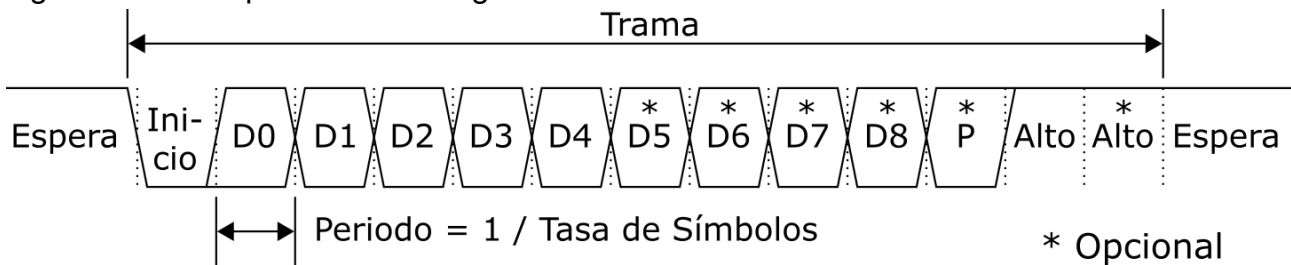 Trama
Espera Ini-cio D0 D1 D2 D3 D4 * D5 * D6 * D7 * D8 * P Alto * Alto Espera
Periodo = 1 / Tasa de Símbolos
* Opcional